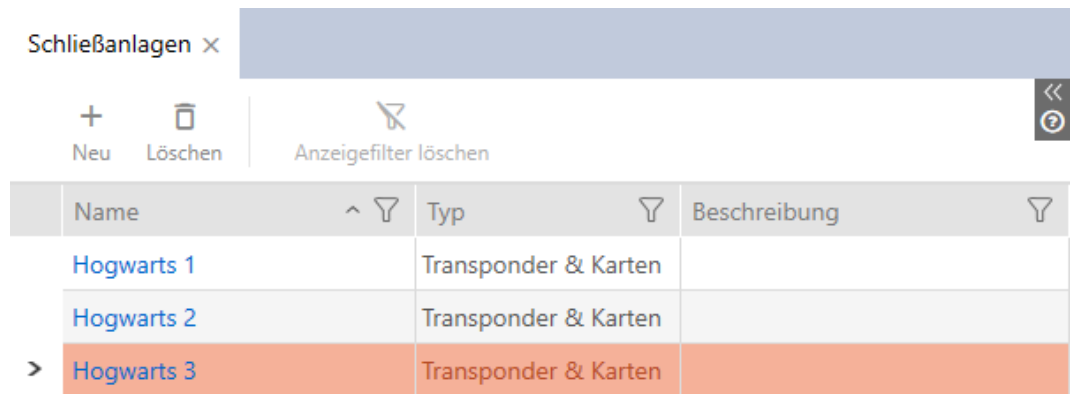 Schließanlagen
Neu Löschen Anzeigefilter löschen
Name Typ Beschreibung
Hogwarts 1 Transponder & Karten
Hogwarts 2 Transponder & Karten
Hogwarts 3 Transponder & Karten